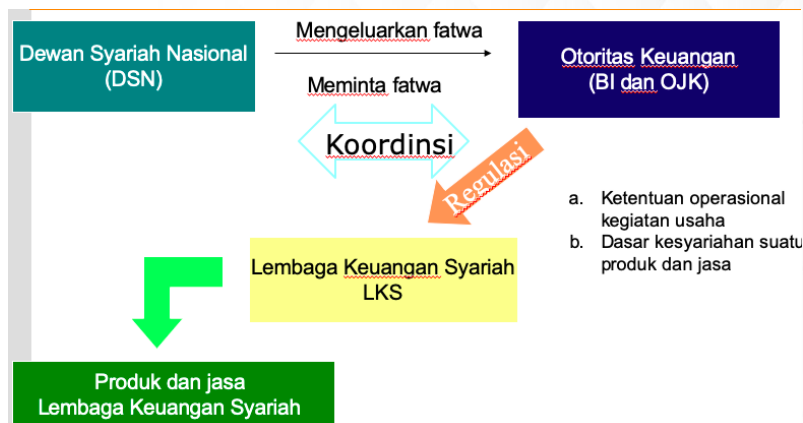 Mengeluarkan fatwa
Dewan Syariah Nasional
(DSN)
Otoritas Keuangan
(BI dan OJK)
Meminta fatwa
Koordinsi
Regulasi
a. Ketentuan operasional
kegiatan usaha
b. Dasar kesyariahan suatu
produk dan jasa
Lembaga Keuangan Syariah
LKS
Produk dan jasa
Lembaga Keuangan Syariah